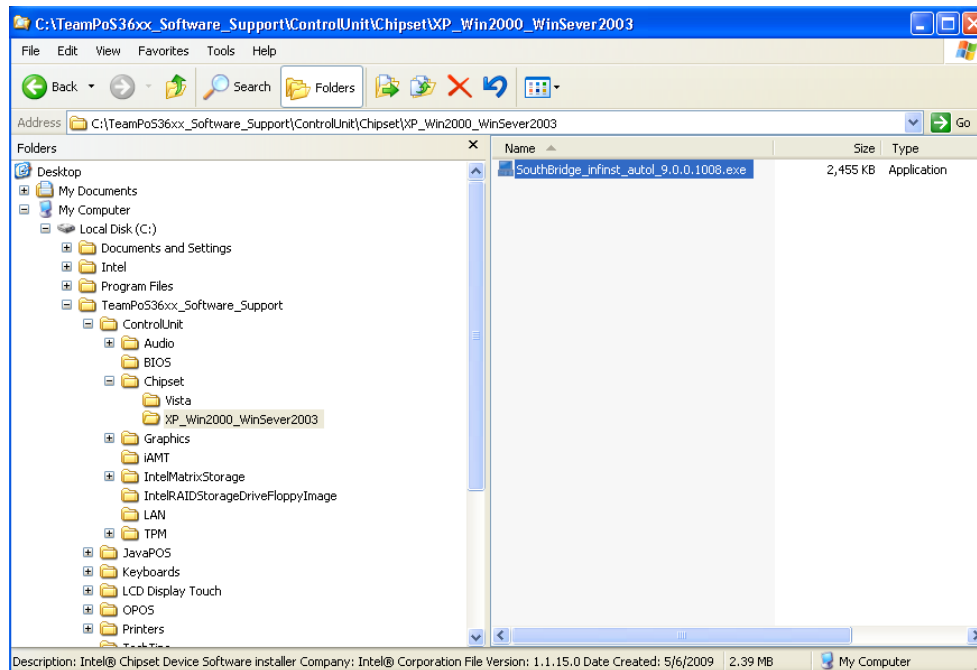 C:\TeamPoS36xx_Software_Support\ControlUnit\Chipset\XP_Win2000_WinSever2003
File Edit View Favorites Tools Help
Back Search Folders
Address C:\TeamPoS36xx_Software_Support\ControlUnit\Chipset\XP_Win2000_WinSever2003 Go
Folders
Name Size Type
Desktop
SouthBridge_infinst_autol_9.0.0.1008.exe 2,455 KB Application
My Documents
My Computer
Local Disk (C:)
Documents and Settings
Intel
Program Files
TeamPoS36xx_Software_Support
ControlUnit
Audio
BIOS
Chipset
Vista
XP_Win2000_WinSever2003
Graphics
iAMT
IntelMatrixStorage
IntelRAIDStorageDriveFloppyImage
LAN
TPM
JavaPOS
Keyboards
LCD Display Touch
OPOS
Printers
Description: Intel® Chipset Device Software installer Company: Intel® Corporation File Version: 1.1.15.0 Date Created: 5/6/2009 2.39 MB My Computer